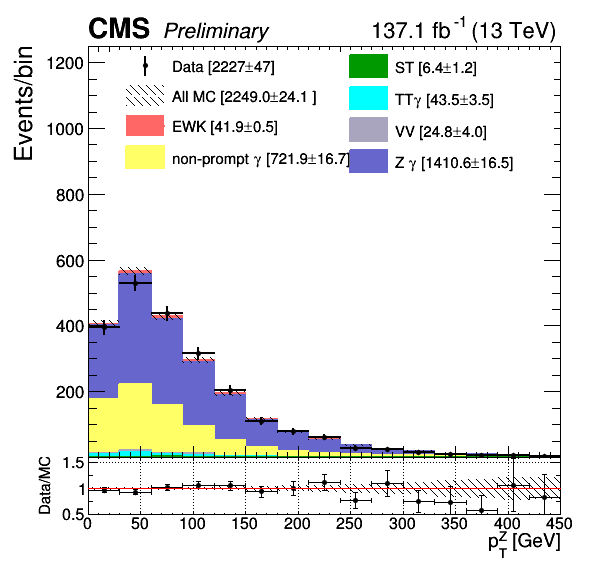 CMS Preliminary 137.1 fb⁻¹ (13 TeV)
Events/bin
1200
1000
800
600
400
200
Data [2227±47]
All MC [2249.0±24.1 ]
EWK [41.9±0.5]
non-prompt γ [721.9±16.7]
ST [6.4±1.2]
TTγ [43.5±3.5]
VV [24.8±4.0]
Z γ [1410.6±16.5]
Data/MC
1.5
1
0.5
0 50 100 150 200 250 300 350 400 450
p_T^Z [GeV]